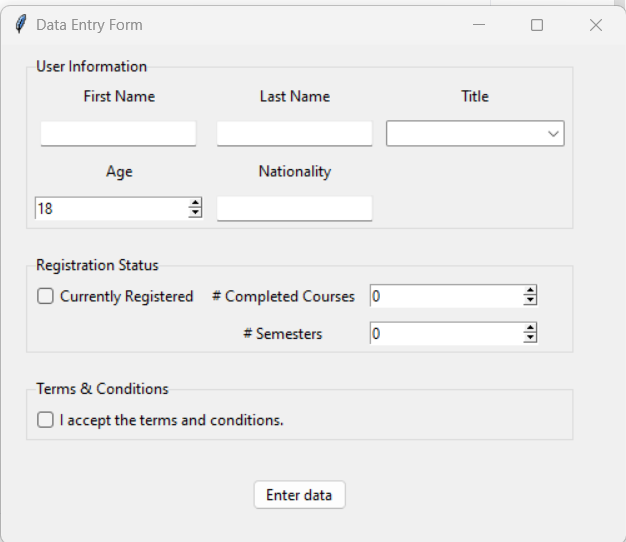 Data Entry Form
User Information
First Name Last Name Title
Age Nationality
18
Registration Status
Currently Registered # Completed Courses 0
# Semesters 0
Terms & Conditions
I accept the terms and conditions.
Enter data